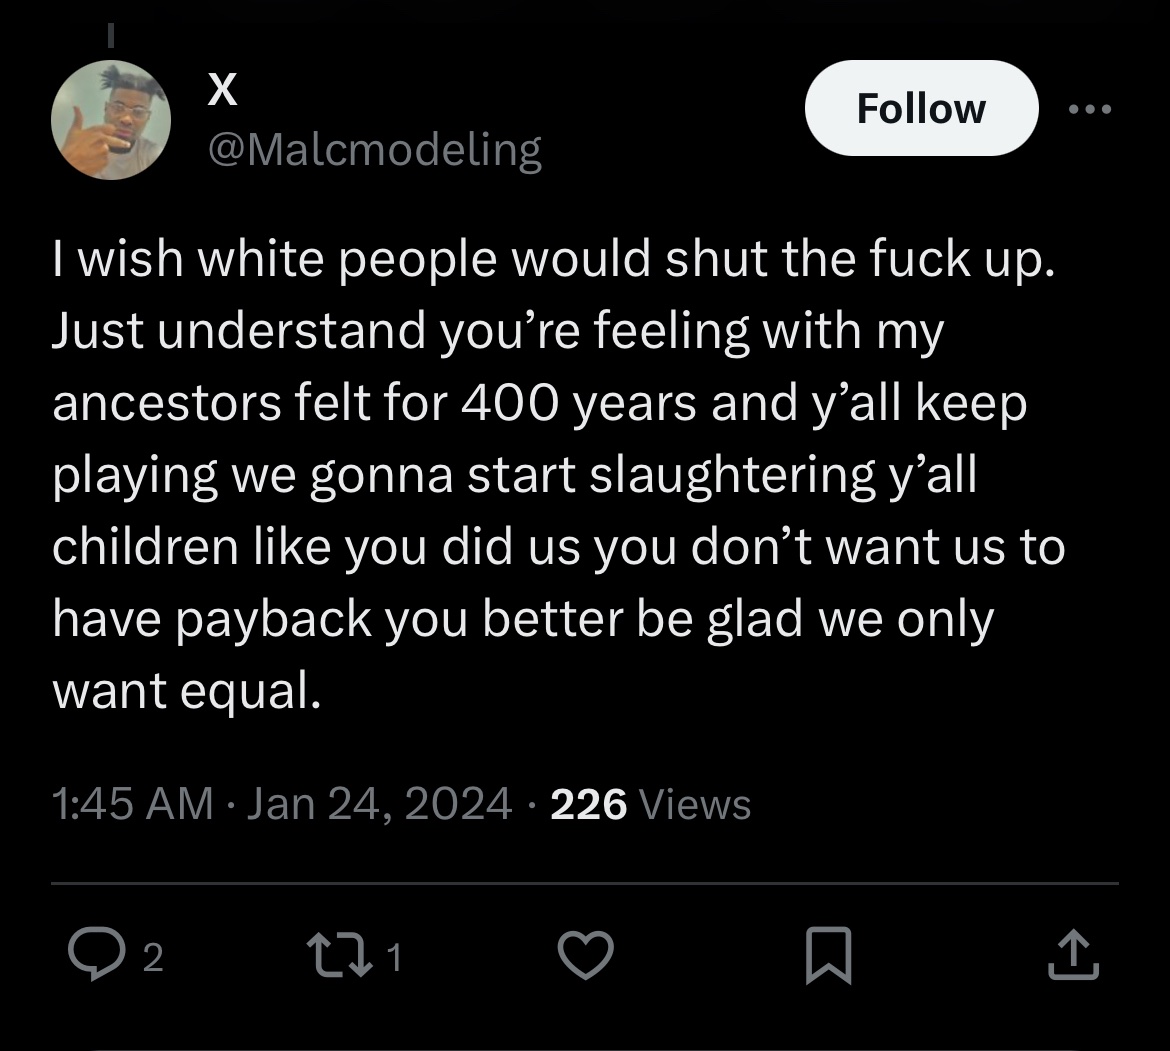 X
Follow
@Malcmodeling
I wish white people would shut the fuck up.
Just understand you’re feeling with my
ancestors felt for 400 years and y’all keep
playing we gonna start slaughtering y’all
children like you did us you don’t want us to
have payback you better be glad we only
want equal.
1:45 AM · Jan 24, 2024 · 226 Views
2 1